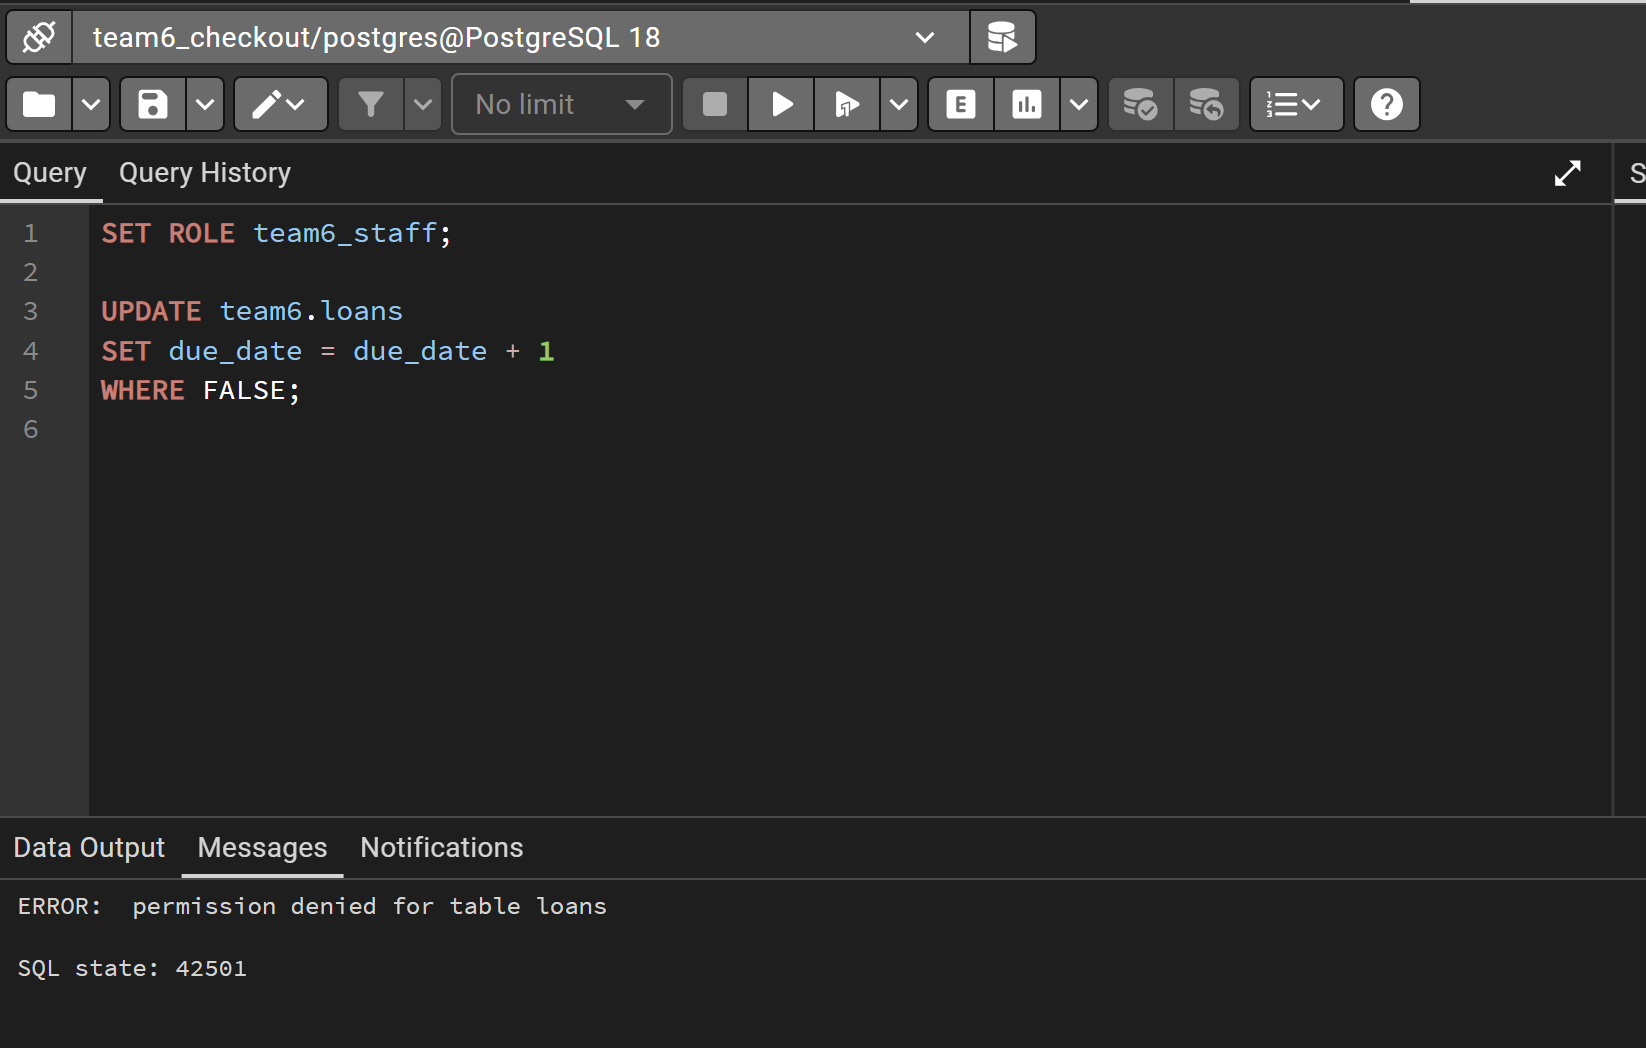 team6_checkout/postgres@PostgreSQL 18
No limit
E
Query Query History
S
1 SET ROLE team6_staff;
2
3 UPDATE team6.loans
4 SET due_date = due_date + 1
5 WHERE FALSE;
6
Data Output Messages Notifications
ERROR:  permission denied for table loans
SQL state: 42501